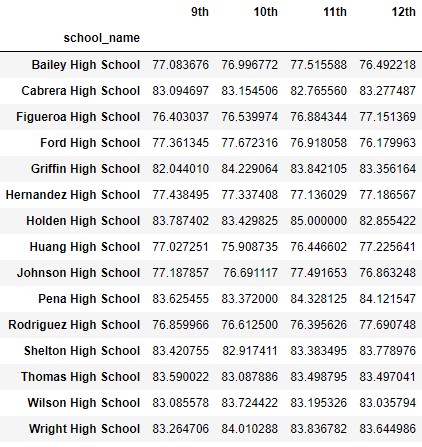 9th 10th 11th 12th
school_name
Bailey High School 77.083676 76.996772 77.515588 76.492218
Cabrera High School 83.094697 83.154506 82.765560 83.277487
Figueroa High School 76.403037 76.539974 76.884344 77.151369
Ford High School 77.361345 77.672316 76.918058 76.179963
Griffin High School 82.044010 84.229064 83.842105 83.356164
Hernandez High School 77.438495 77.337408 77.136029 77.186567
Holden High School 83.787402 83.429825 85.000000 82.855422
Huang High School 77.027251 75.908735 76.446602 77.225641
Johnson High School 77.187857 76.691117 77.491653 76.863248
Pena High School 83.625455 83.372000 84.328125 84.121547
Rodriguez High School 76.859966 76.612500 76.395626 77.690748
Shelton High School 83.420755 82.917411 83.383495 83.778976
Thomas High School 83.590022 83.087886 83.498795 83.497041
Wilson High School 83.085578 83.724422 83.195326 83.035794
Wright High School 83.264706 84.010288 83.836782 83.644986